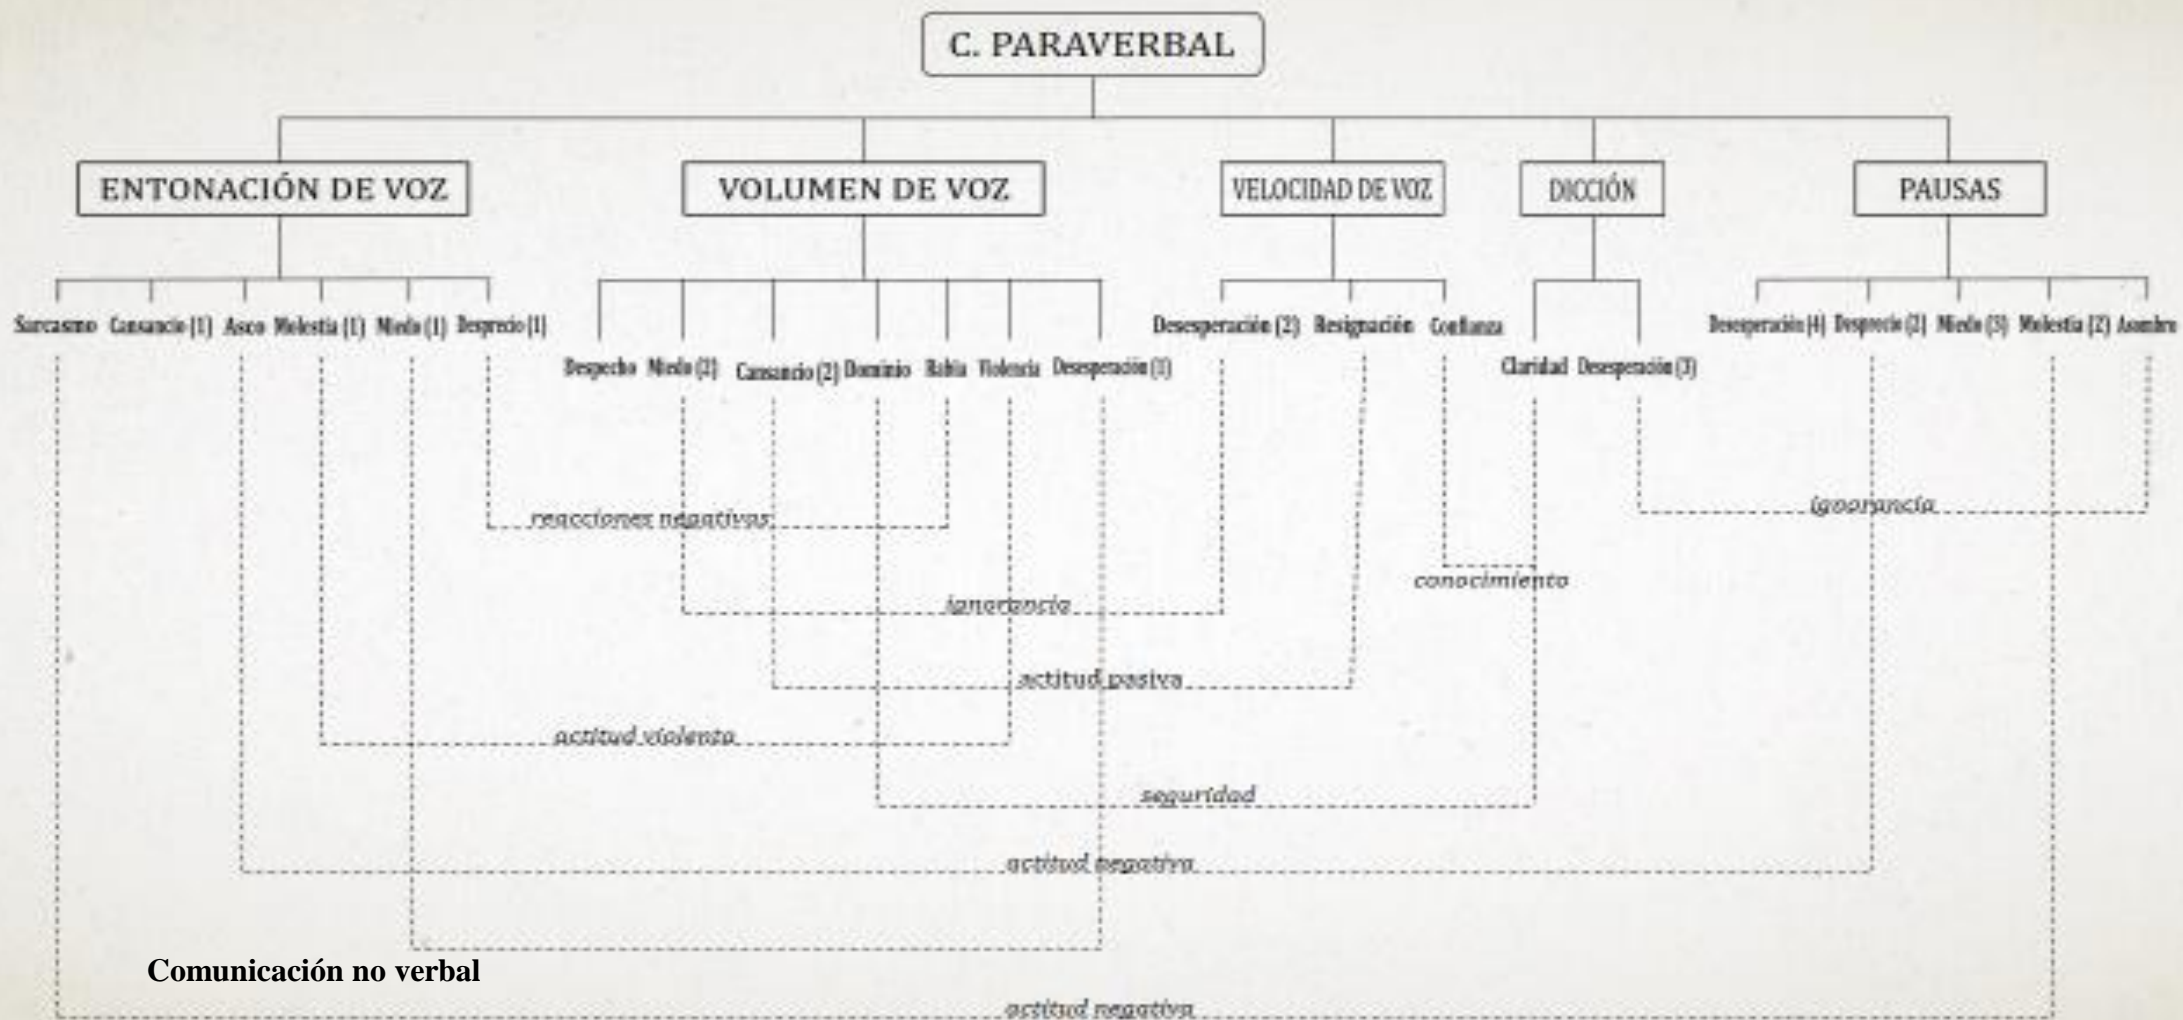 C. PARAVERBAL
ENTONACIÓN DE VOZ
VOLUMEN DE VOZ
VELOCIDAD DE VOZ
DICCIÓN
PAUSAS
Sarcasmo Cansancio (1) Asco Molestia (1) Miedo (1) Desprecio (1)
Despecho Miedo (2) Cansancio (2) Dominio Rabia Violencia Desesperación (1)
Desesperación (2) Resignación Confianza
Claridad Desesperación (3)
Desesperación (4) Desprecio (2) Miedo (3) Molestia (2) Asombro
reacciones negativas
ignorancia
conocimiento
ignorancia
actitud pasiva
actitud violenta
seguridad
actitud negativa
Comunicación no verbal
actitud negativa